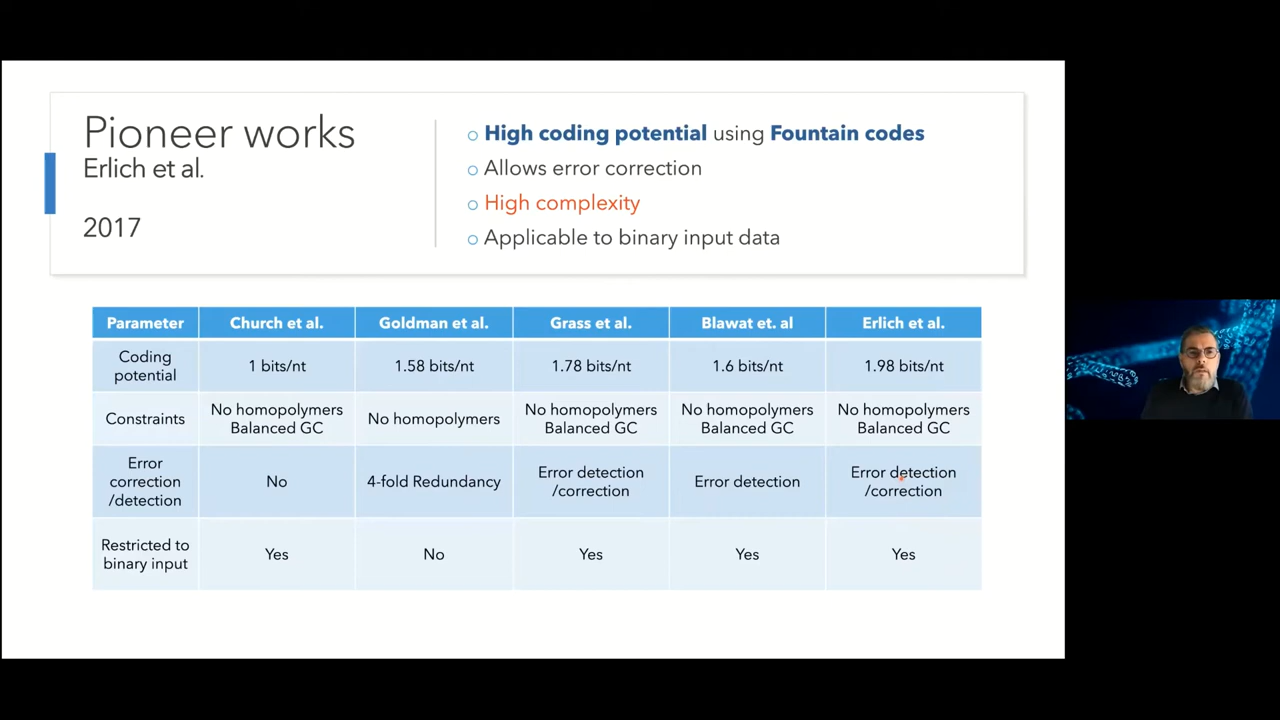 Pioneer works
Erlich et al.
2017
High coding potential using Fountain codes
Allows error correction
High complexity
Applicable to binary input data
Parameter Church et al. Goldman et al. Grass et al. Blawat et. al Erlich et al.
Coding
potential
1 bits/nt 1.58 bits/nt 1.78 bits/nt 1.6 bits/nt 1.98 bits/nt
Constraints
No homopolymers
Balanced GC
No homopolymers
No homopolymers
Balanced GC
No homopolymers
Balanced GC
No homopolymers
Balanced GC
Error
correction
/detection
No
4-fold Redundancy
Error detection
/correction
Error detection
Error detection
/correction
Restricted to
binary input
Yes No Yes Yes Yes